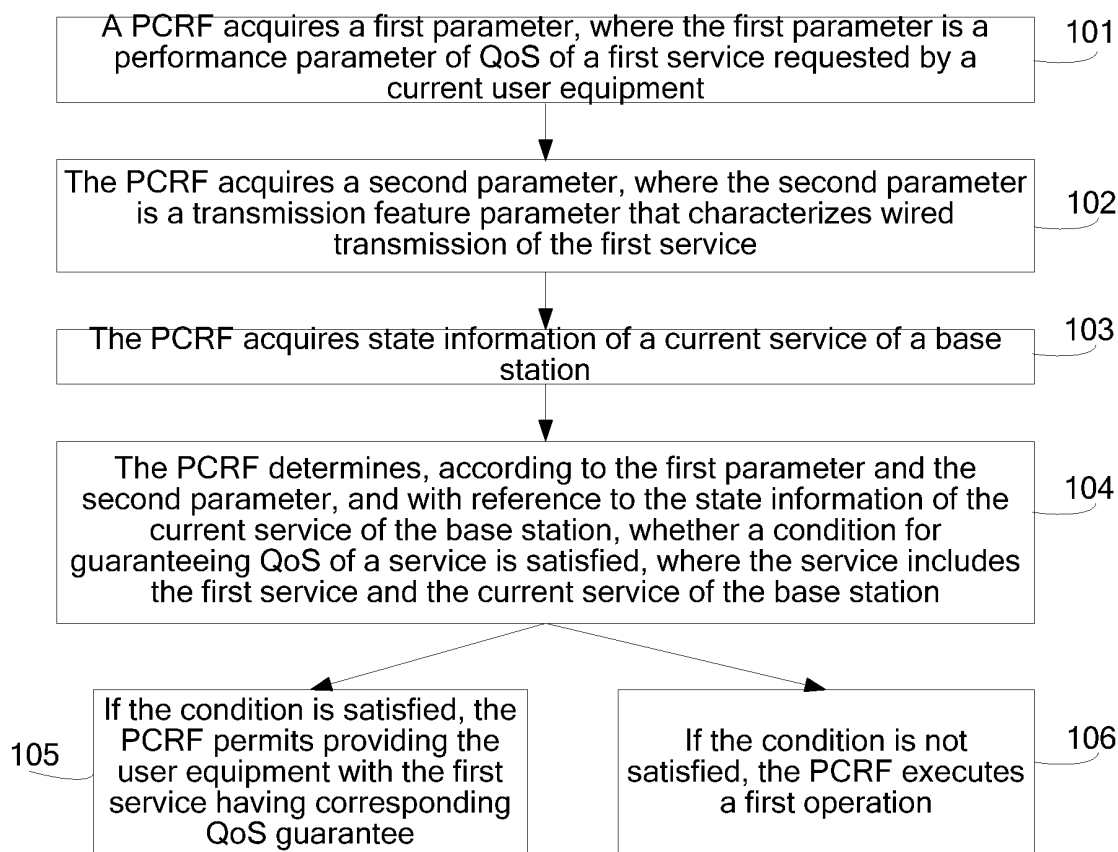 A PCRF acquires a first parameter, where the first parameter is a
performance parameter of QoS of a first service requested by a
current user equipment
101
The PCRF acquires a second parameter, where the second parameter
is a transmission feature parameter that characterizes wired
transmission of the first service
102
The PCRF acquires state information of a current service of a base
station
103
The PCRF determines, according to the first parameter and the
second parameter, and with reference to the state information of the
current service of the base station, whether a condition for
guaranteeing QoS of a service is satisfied, where the service includes
the first service and the current service of the base station
104
105
If the condition is satisfied, the
PCRF permits providing the
user equipment with the first
service having corresponding
QoS guarantee
If the condition is not
satisfied, the PCRF executes
a first operation
106